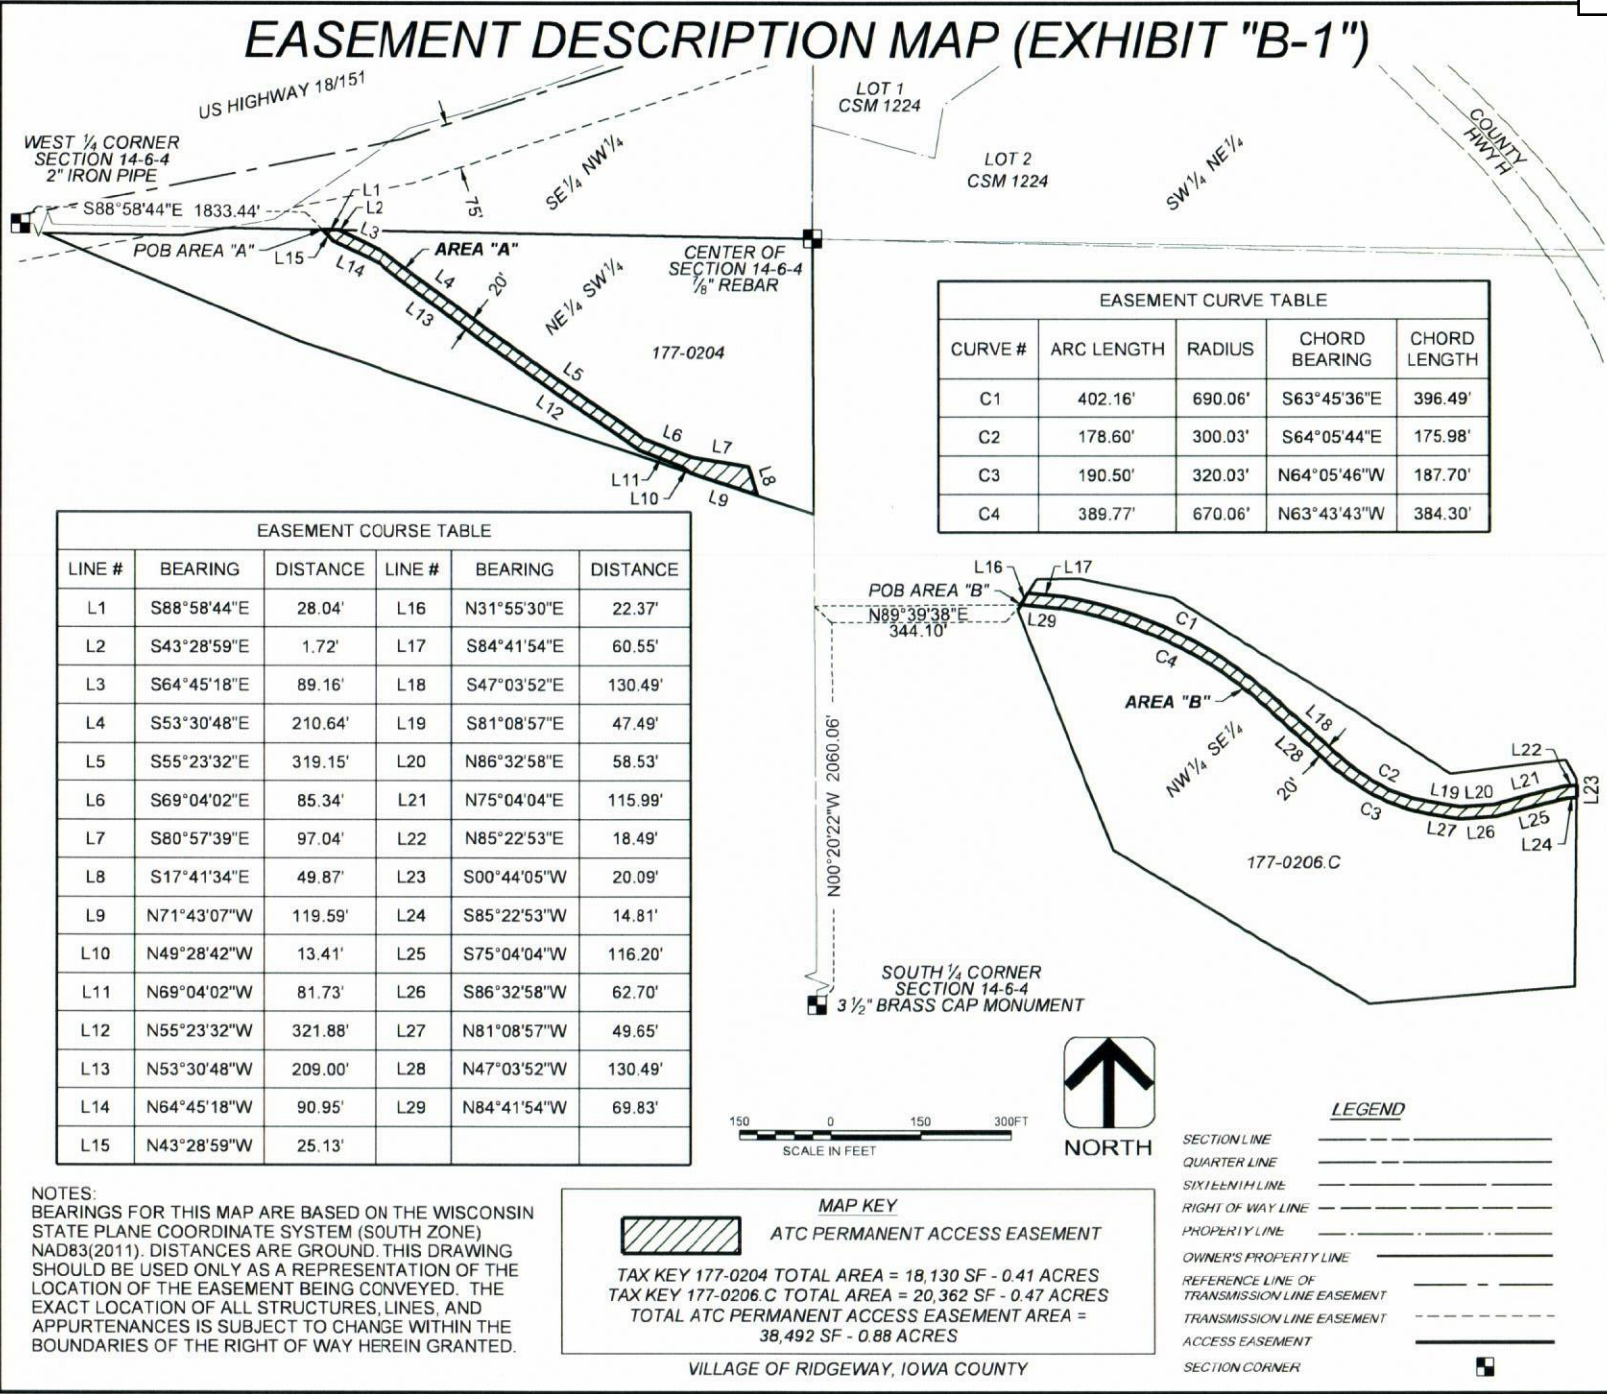 EASEMENT DESCRIPTION MAP (EXHIBIT "B-1")
US HIGHWAY 18/151
WEST ¼ CORNER
SECTION 14-6-4
2" IRON PIPE
S88°58'44"E 1833.44'
POB AREA "A"
L15
L14
L1
L2
L3
AREA "A"
75'
SE¼ NW¼
L4
20'
L13
NE¼ SW¼
CENTER OF
SECTION 14-6-4
⅞" REBAR
177-0204
L5
L12
L6
L7
L8
L11
L10
L9
LOT 1
CSM 1224
LOT 2
CSM 1224
SW¼ NE¼
COUNTY
HWY H
EASEMENT CURVE TABLE
CURVE # ARC LENGTH RADIUS CHORD BEARING CHORD LENGTH
C1 402.16' 690.06' S63°45'36"E 396.49'
C2 178.60' 300.03' S64°05'44"E 175.98'
C3 190.50' 320.03' N64°05'46"W 187.70'
C4 389.77' 670.06' N63°43'43"W 384.30'
EASEMENT COURSE TABLE
LINE # BEARING DISTANCE LINE # BEARING DISTANCE
L1 S88°58'44"E 28.04' L16 N31°55'30"E 22.37'
L2 S43°28'59"E 1.72' L17 S84°41'54"E 60.55'
L3 S64°45'18"E 89.16' L18 S47°03'52"E 130.49'
L4 S53°30'48"E 210.64' L19 S81°08'57"E 47.49'
L5 S55°23'32"E 319.15' L20 N86°32'58"E 58.53'
L6 S69°04'02"E 85.34' L21 N75°04'04"E 115.99'
L7 S80°57'39"E 97.04' L22 N85°22'53"E 18.49'
L8 S17°41'34"E 49.87' L23 S00°44'05"W 20.09'
L9 N71°43'07"W 119.59' L24 S85°22'53"W 14.81'
L10 N49°28'42"W 13.41' L25 S75°04'04"W 116.20'
L11 N69°04'02"W 81.73' L26 S86°32'58"W 62.70'
L12 N55°23'32"W 321.88' L27 N81°08'57"W 49.65'
L13 N53°30'48"W 209.00' L28 N47°03'52"W 130.49'
L14 N64°45'18"W 90.95' L29 N84°41'54"W 69.83'
L15 N43°28'59"W 25.13'
L16
L17
POB AREA "B"
N89°39'38"E
344.10'
L29
C1
C4
AREA "B"
L18
L28
20'
NW¼ SE¼
C2
C3
L19
L20
L21
L22
L23
L27
L26
L25
L24
177-0206.C
N00°20'22"W 2060.06'
SOUTH ¼ CORNER
SECTION 14-6-4
3 ½" BRASS CAP MONUMENT
150 0 150 300FT
SCALE IN FEET
NORTH
LEGEND
SECTION LINE
QUARTER LINE
SIXTEENTH LINE
RIGHT OF WAY LINE
PROPERTY LINE
OWNER'S PROPERTY LINE
REFERENCE LINE OF
TRANSMISSION LINE EASEMENT
TRANSMISSION LINE EASEMENT
ACCESS EASEMENT
SECTION CORNER
NOTES:
BEARINGS FOR THIS MAP ARE BASED ON THE WISCONSIN
STATE PLANE COORDINATE SYSTEM (SOUTH ZONE)
NAD83(2011). DISTANCES ARE GROUND. THIS DRAWING
SHOULD BE USED ONLY AS A REPRESENTATION OF THE
LOCATION OF THE EASEMENT BEING CONVEYED. THE
EXACT LOCATION OF ALL STRUCTURES, LINES, AND
APPURTENANCES IS SUBJECT TO CHANGE WITHIN THE
BOUNDARIES OF THE RIGHT OF WAY HEREIN GRANTED.
MAP KEY
ATC PERMANENT ACCESS EASEMENT
TAX KEY 177-0204 TOTAL AREA = 18,130 SF - 0.41 ACRES
TAX KEY 177-0206.C TOTAL AREA = 20,362 SF - 0.47 ACRES
TOTAL ATC PERMANENT ACCESS EASEMENT AREA =
38,492 SF - 0.88 ACRES
VILLAGE OF RIDGEWAY, IOWA COUNTY